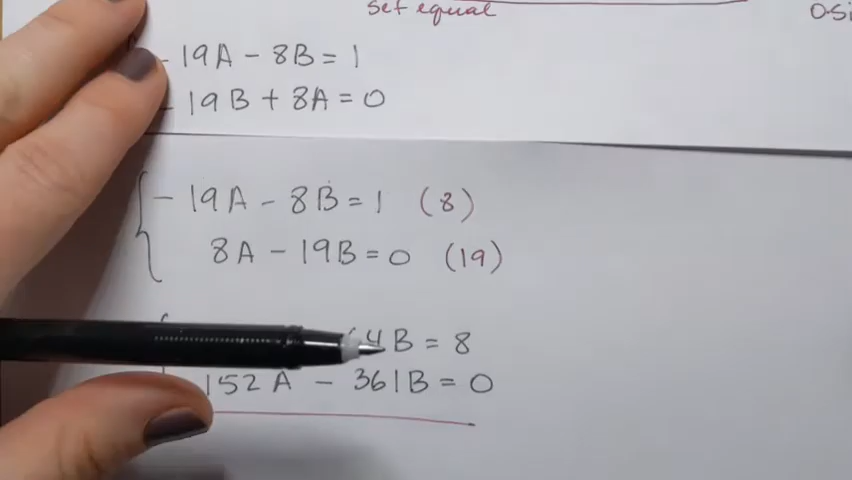 set equal
- 19A - 8B = 1
- 19B + 8A = 0
- 19A - 8B = 1 (8)
8A - 19B = 0 (19)
4B = 8
152A - 361B = 0